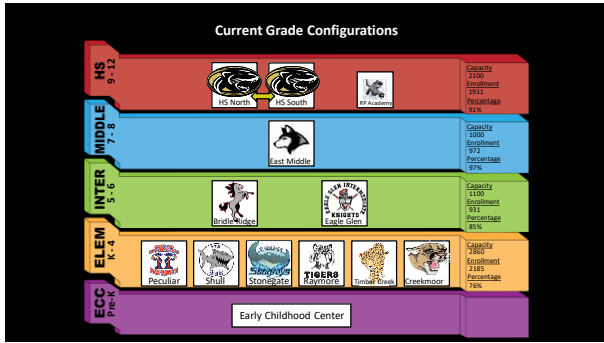 Current Grade Configurations
HS
9 - 12
HS North
HS South
RP Academy
Capacity
2100
Enrollment
1911
Percentage
91%
MIDDLE
7 - 8
East Middle
Capacity
1000
Enrollment
972
Percentage
97%
INTER
5 - 6
Bridle Ridge
EAGLE GLEN INTERMEDIATE
KNIGHTS
Eagle Glen
Capacity
1100
Enrollment
931
Percentage
85%
ELEM
K - 4
Peculiar
Shull
Stingrays
Stonegate
TIGERS
Raymore
Timber Creek
Creekmoor
Capacity
2860
Enrollment
2185
Percentage
76%
ECC
Pre-K
Early Childhood Center